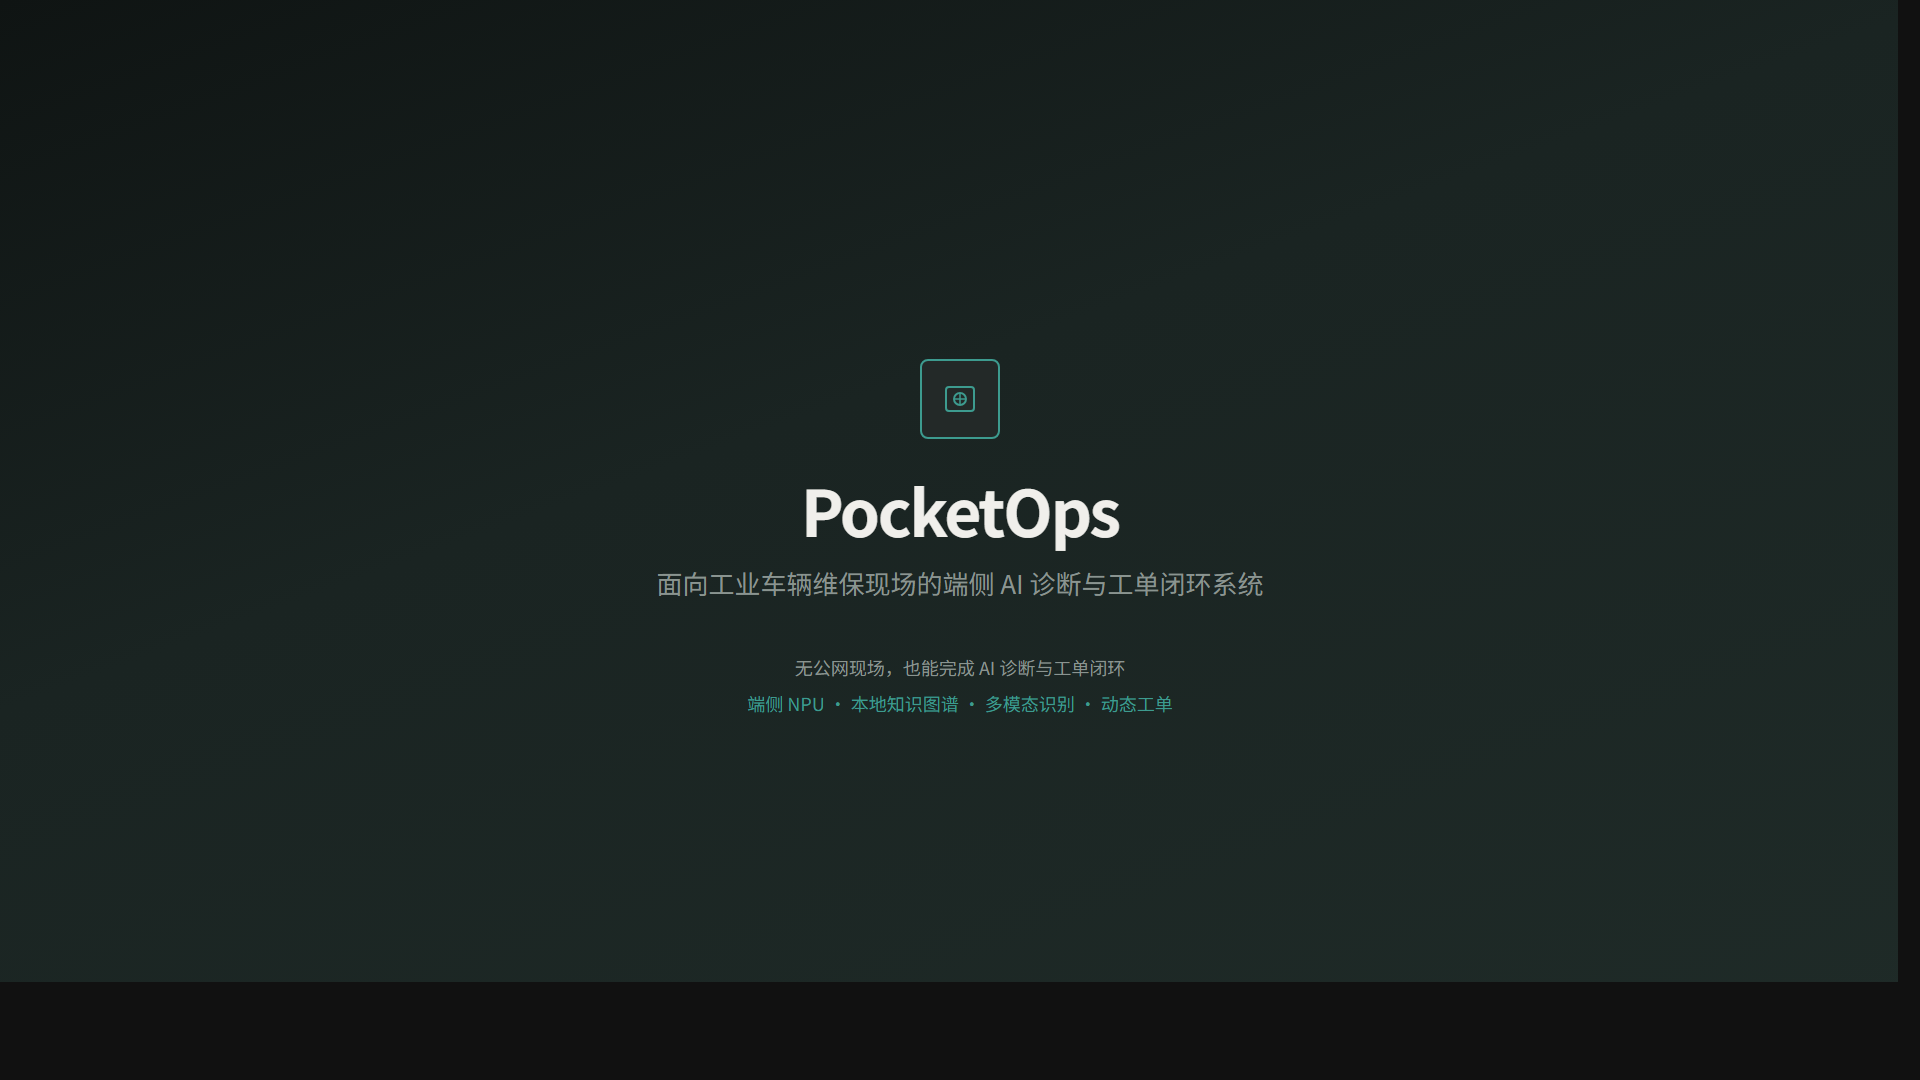 PocketOps
面向工业车辆维保现场的端侧 AI 诊断与工单闭环系统
无公网现场，也能完成 AI 诊断与工单闭环
端侧 NPU · 本地知识图谱 · 多模态识别 · 动态工单